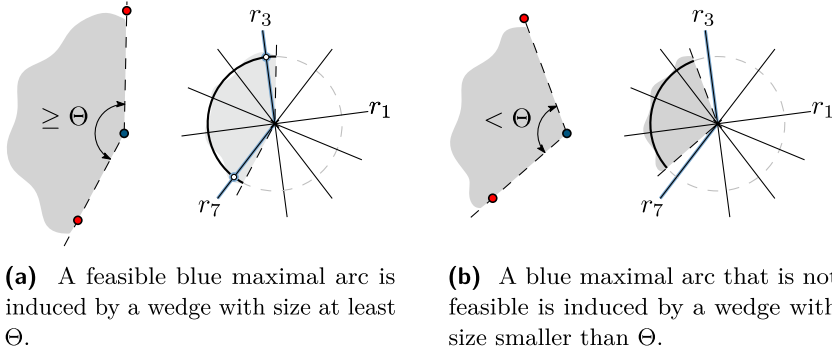 ≥ Θ
r3
r1
r7
< Θ
r3
r1
r7
(a) A feasible blue maximal arc is
induced by a wedge with size at least
Θ.
(b) A blue maximal arc that is not
feasible is induced by a wedge with
size smaller than Θ.